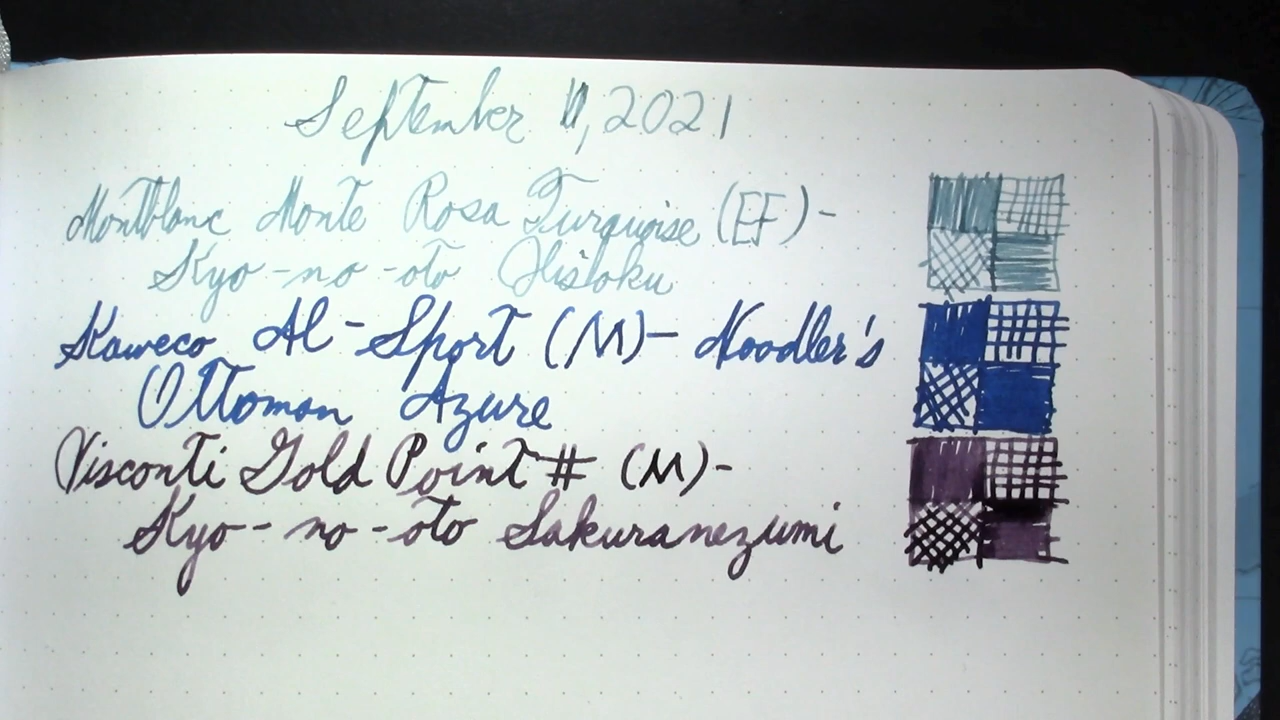 September 11, 2021
Montblanc Monte Rosa Turquoise (EF) -
Kyo-no-oto Hisoku
Kaweco Al-Sport (M) - Noodler's
Ottoman Azure
Visconti Gold Point # (M) -
Kyo-no-oto Sakuranezumi